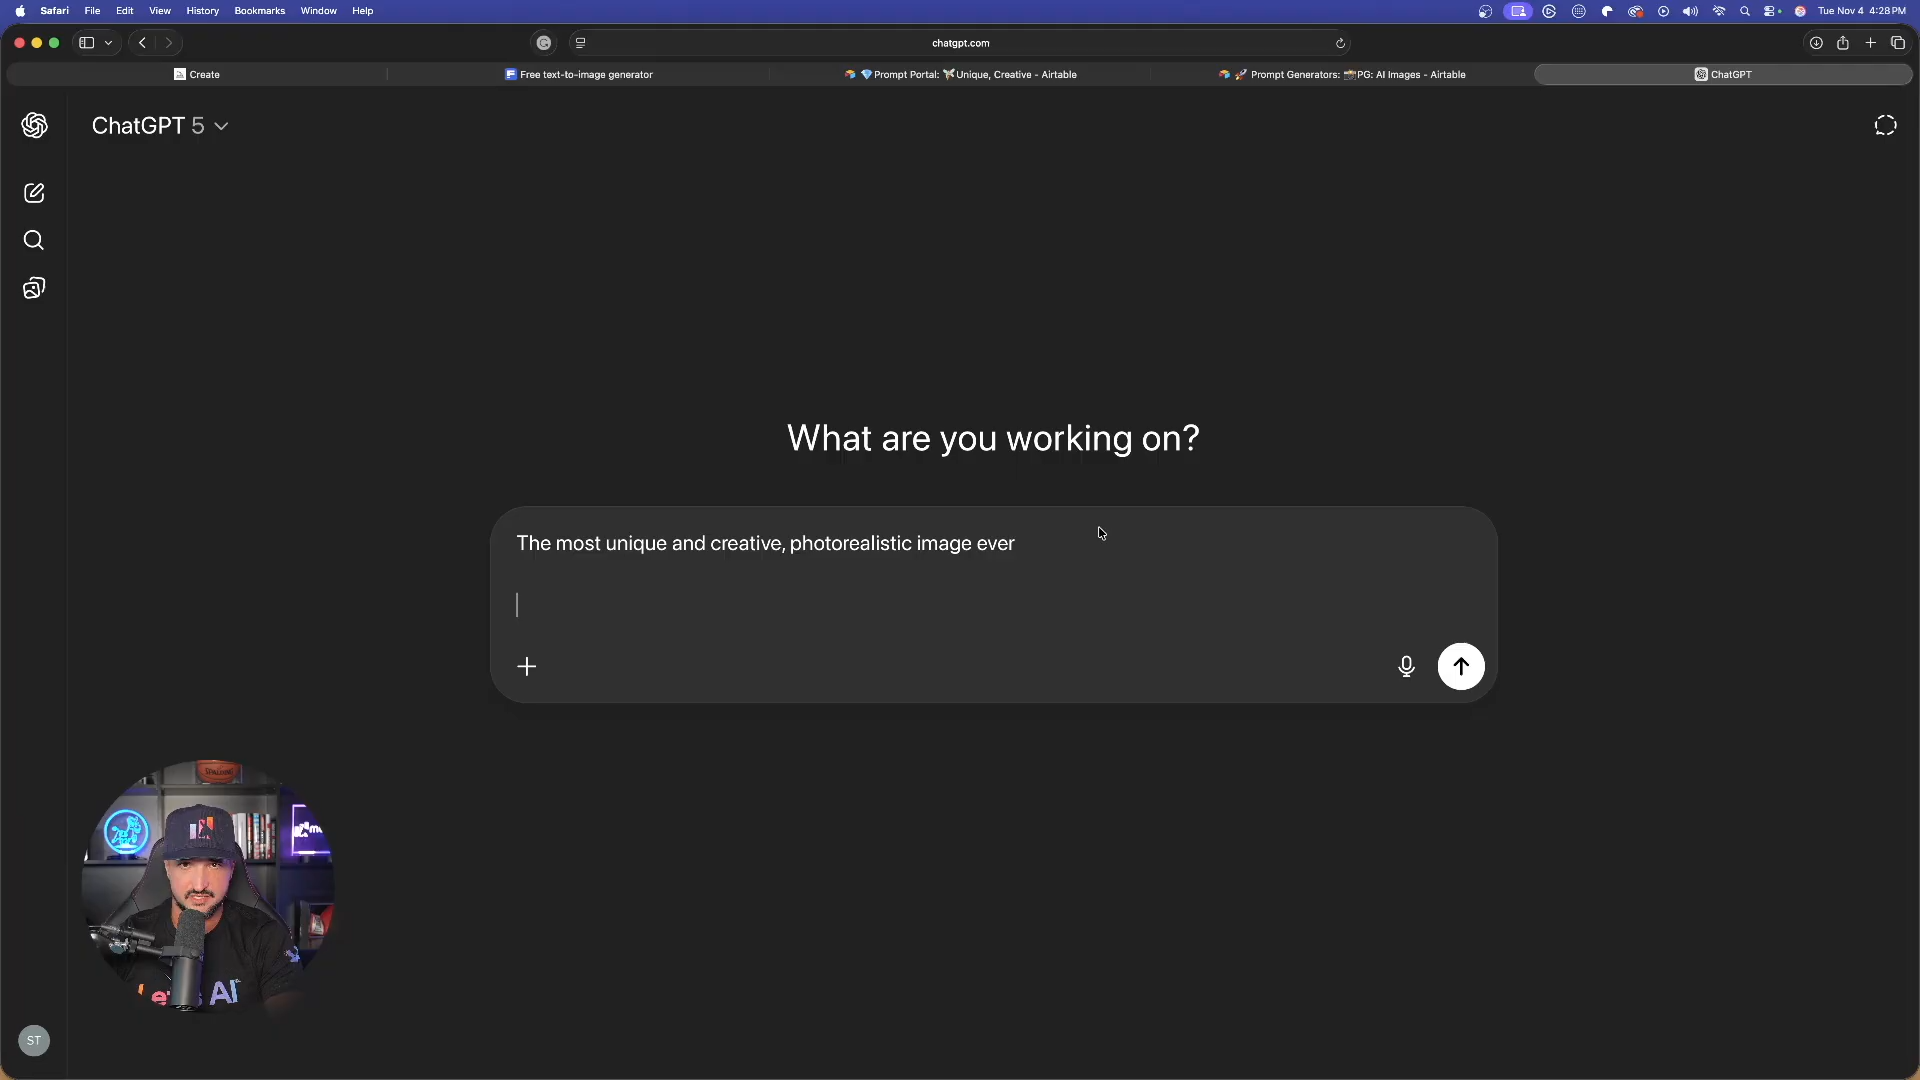 Safari File Edit View History Bookmarks Window Help
Tue Nov 4 4:28 PM
chatgpt.com
Create
Free text-to-image generator
Prompt Portal: Unique, Creative - Airtable
Prompt Generators: PG: AI Images - Airtable
ChatGPT
ChatGPT 5
What are you working on?
The most unique and creative, photorealistic image ever
SPALDING
AI
ST